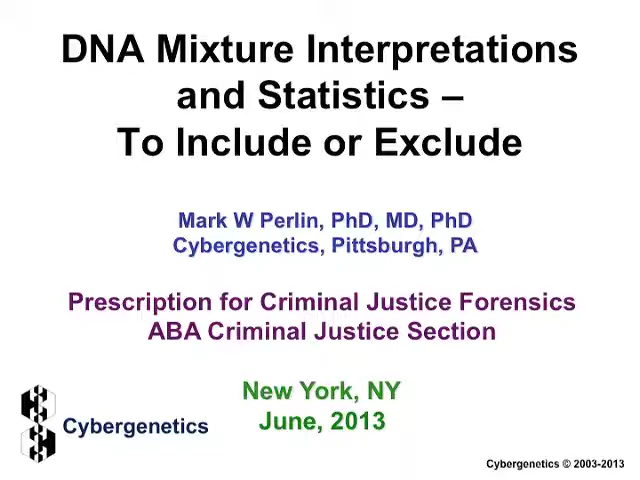 DNA Mixture Interpretations
and Statistics –
To Include or Exclude
Mark W Perlin, PhD, MD, PhD
Cybergenetics, Pittsburgh, PA
Prescription for Criminal Justice Forensics
ABA Criminal Justice Section
New York, NY
June, 2013
Cybergenetics
Cybergenetics © 2003-2013